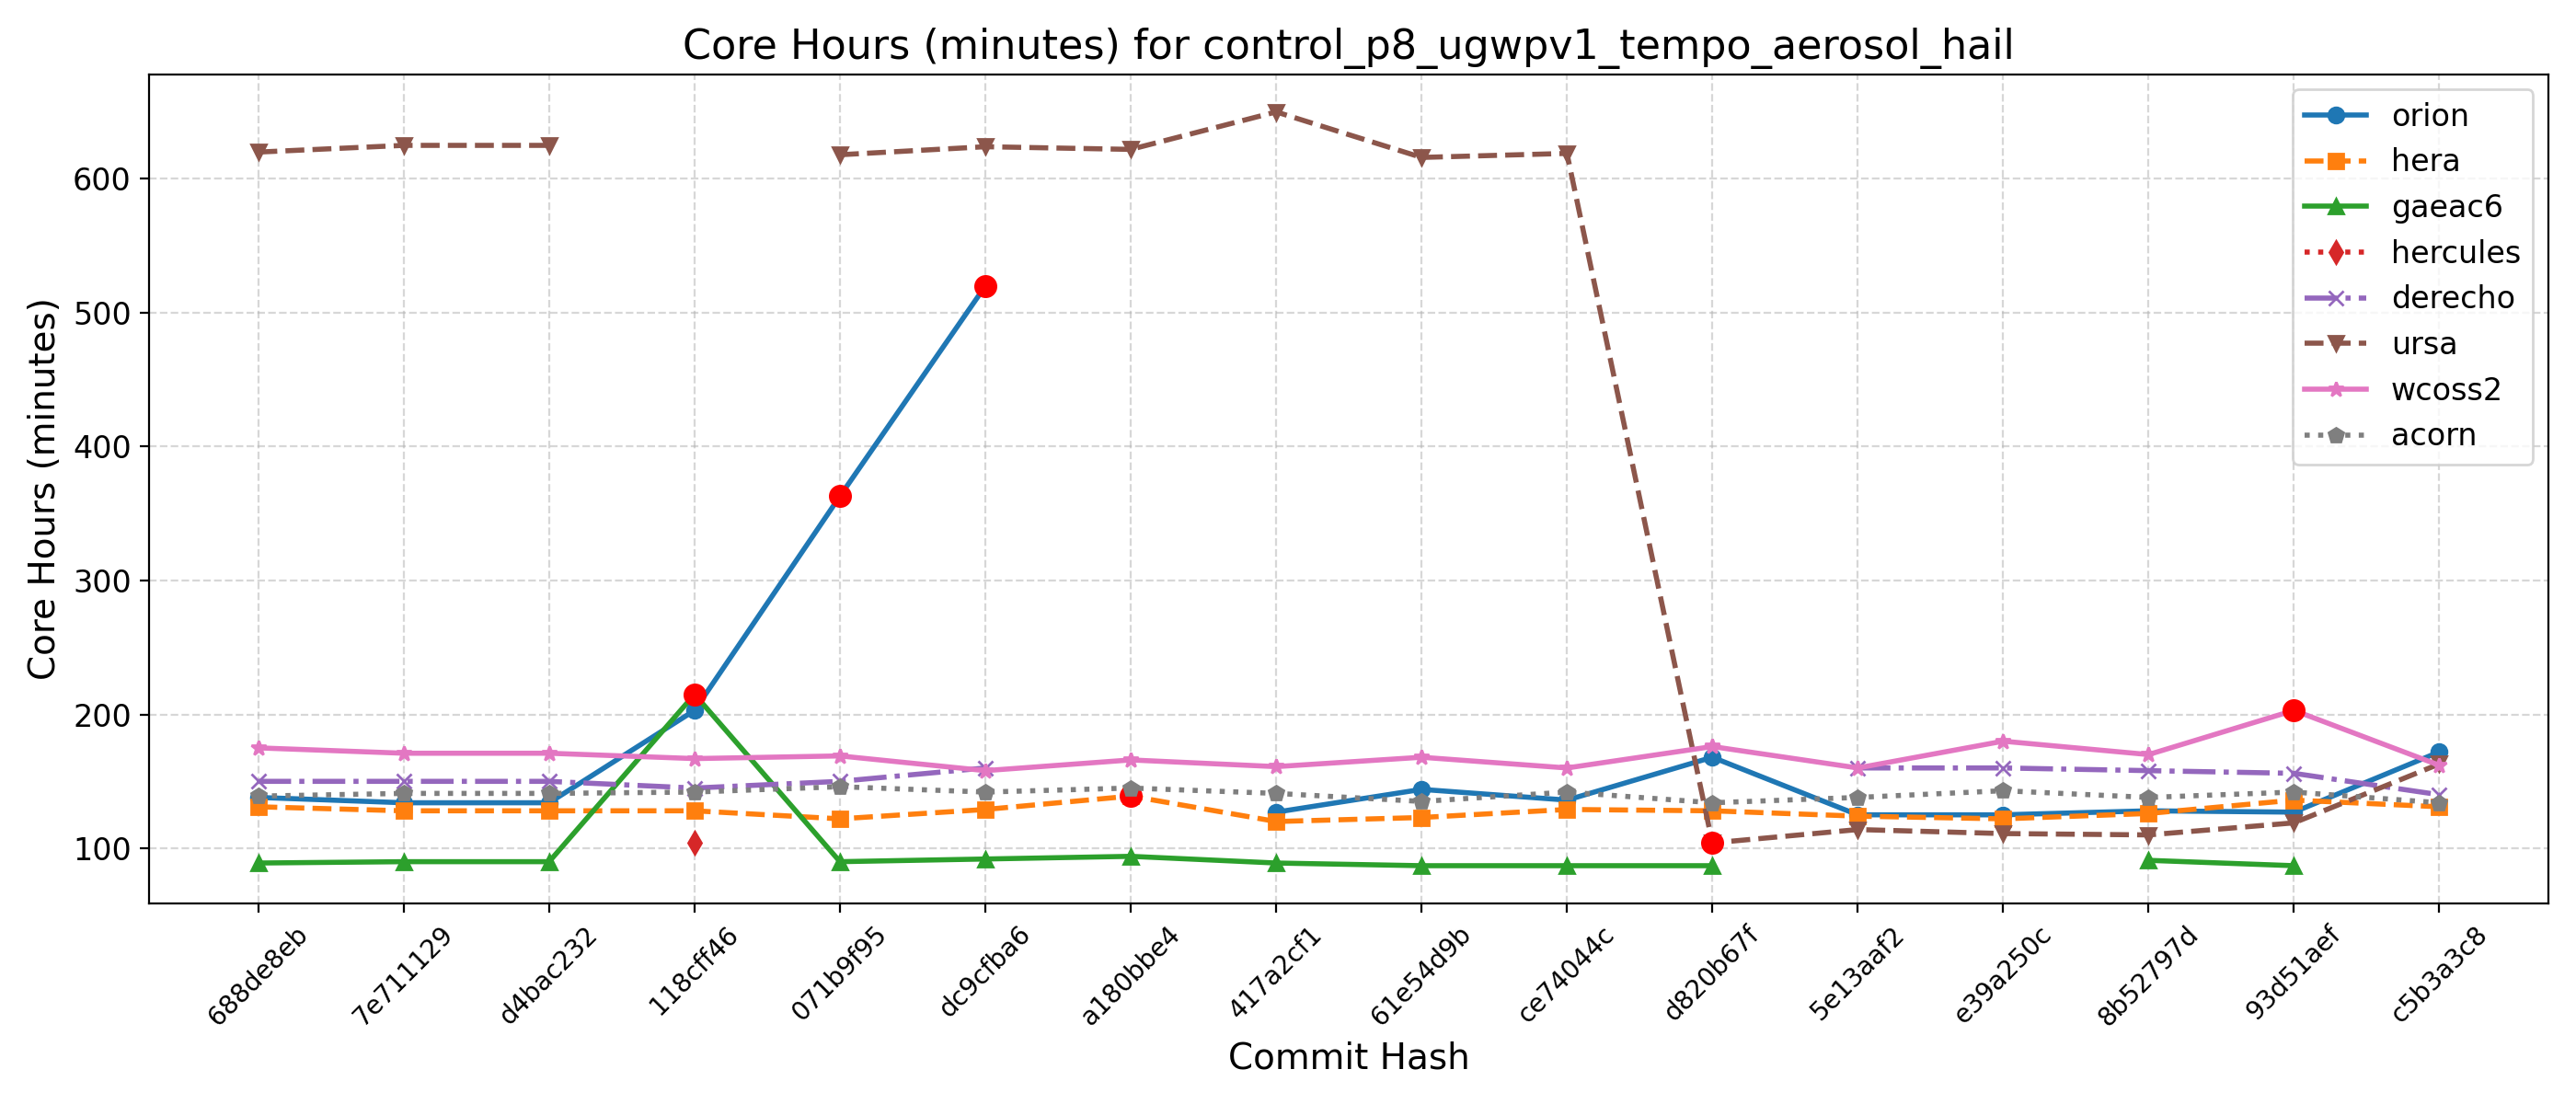 Core Hours (minutes) for control_p8_ugwpv1_tempo_aerosol_hail
Core Hours (minutes)
600
500
400
300
200
100
orion
hera
gaeac6
hercules
derecho
ursa
wcoss2
acorn
688de8eb
7e711129
d4bac232
118cff46
071b9f95
dc9cfba6
a180bbe4
417a2cf1
61e54d9b
ce74044c
d820b67f
5e13aaf2
e39a250c
8b52797d
93d51aef
c5b3a3c8
Commit Hash